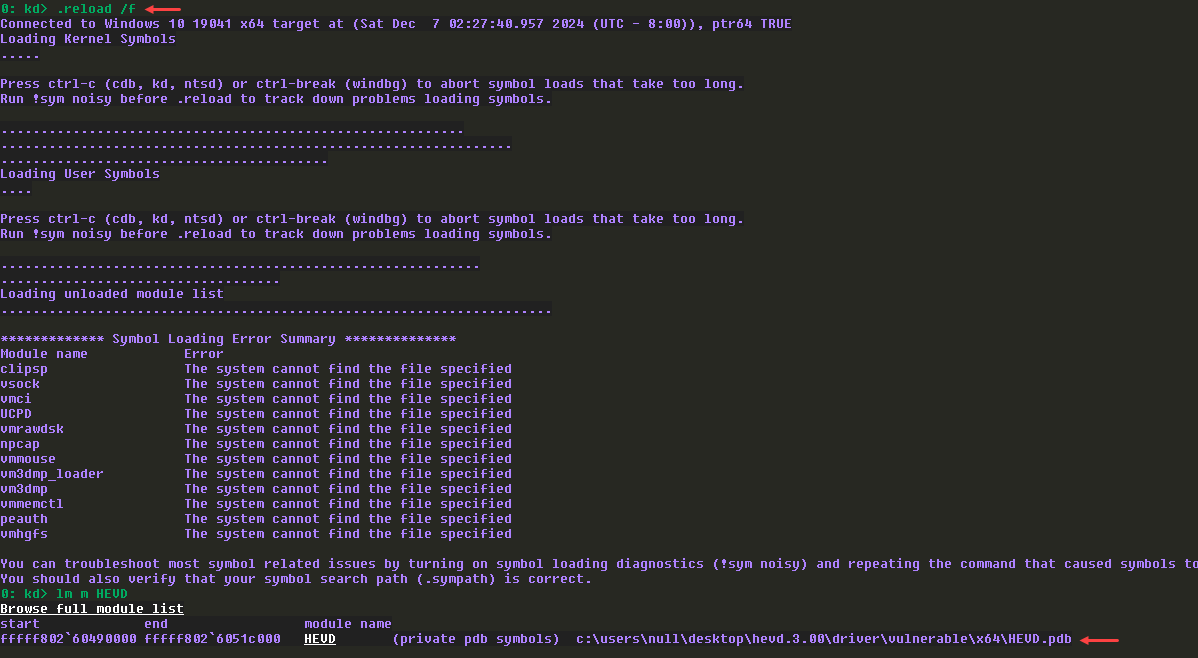 0: kd> .reload /f
Connected to Windows 10 19041 x64 target at (Sat Dec  7 02:27:40.957 2024 (UTC - 8:00)), ptr64 TRUE
Loading Kernel Symbols
.....

Press ctrl-c (cdb, kd, ntsd) or ctrl-break (windbg) to abort symbol loads that take too long.
Run !sym noisy before .reload to track down problems loading symbols.

..........................................................
................................................................
.........................................
Loading User Symbols
....

Press ctrl-c (cdb, kd, ntsd) or ctrl-break (windbg) to abort symbol loads that take too long.
Run !sym noisy before .reload to track down problems loading symbols.

............................................................
...................................
Loading unloaded module list
.....................................................................

************* Symbol Loading Error Summary **************
Module name            Error
clipsp                 The system cannot find the file specified
vsock                  The system cannot find the file specified
vmci                   The system cannot find the file specified
UCPD                   The system cannot find the file specified
vmrawdsk               The system cannot find the file specified
npcap                  The system cannot find the file specified
vmmouse                The system cannot find the file specified
vm3dmp_loader          The system cannot find the file specified
vm3dmp                 The system cannot find the file specified
vmmemctl               The system cannot find the file specified
peauth                 The system cannot find the file specified
vmhgfs                 The system cannot find the file specified

You can troubleshoot most symbol related issues by turning on symbol loading diagnostics (!sym noisy) and repeating the command that caused symbols to
You should also verify that your symbol search path (.sympath) is correct.
0: kd> lm m HEVD
Browse full module list
start             end                 module name
fffff802`60490000 fffff802`6051c000   HEVD       (private pdb symbols)  c:\users\null\desktop\hevd.3.00\driver\vulnerable\x64\HEVD.pdb